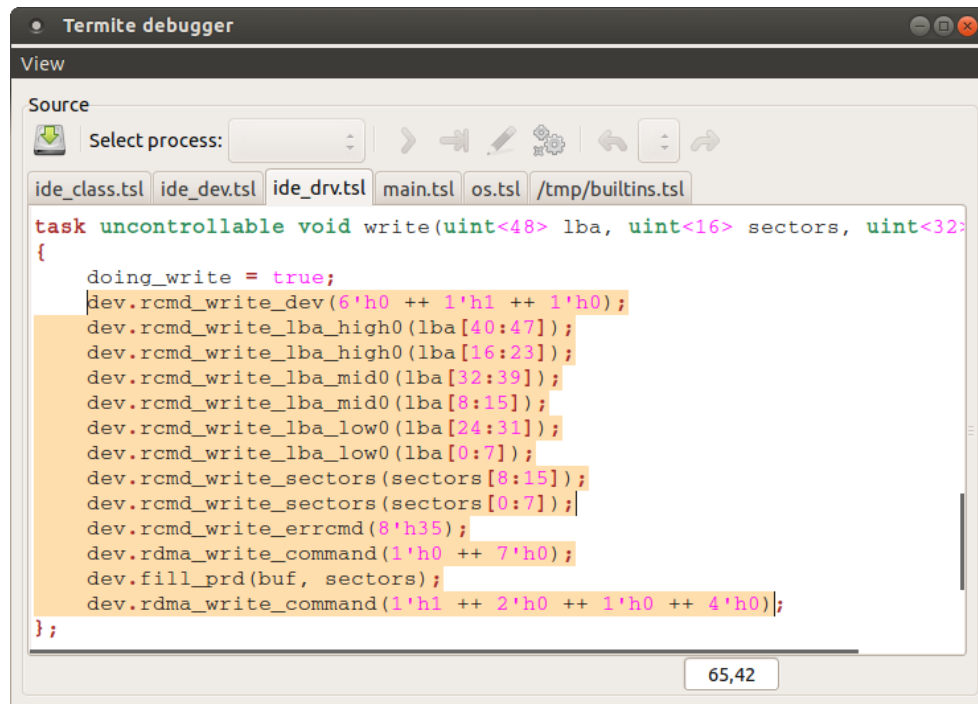 Termite debugger
View
Source
Select process:
ide_class.tsl ide_dev.tsl ide_drv.tsl main.tsl os.tsl /tmp/builtins.tsl
task uncontrollable void write(uint<48> lba, uint<16> sectors, uint<32>
{
    doing_write = true;
    dev.rcmd_write_dev(6'h0 ++ 1'h1 ++ 1'h0);
    dev.rcmd_write_lba_high0(lba[40:47]);
    dev.rcmd_write_lba_high0(lba[16:23]);
    dev.rcmd_write_lba_mid0(lba[32:39]);
    dev.rcmd_write_lba_mid0(lba[8:15]);
    dev.rcmd_write_lba_low0(lba[24:31]);
    dev.rcmd_write_lba_low0(lba[0:7]);
    dev.rcmd_write_sectors(sectors[8:15]);
    dev.rcmd_write_sectors(sectors[0:7]);
    dev.rcmd_write_errcmd(8'h35);
    dev.rdma_write_command(1'h0 ++ 7'h0);
    dev.fill_prd(buf, sectors);
    dev.rdma_write_command(1'h1 ++ 2'h0 ++ 1'h0 ++ 4'h0);
};
65,42